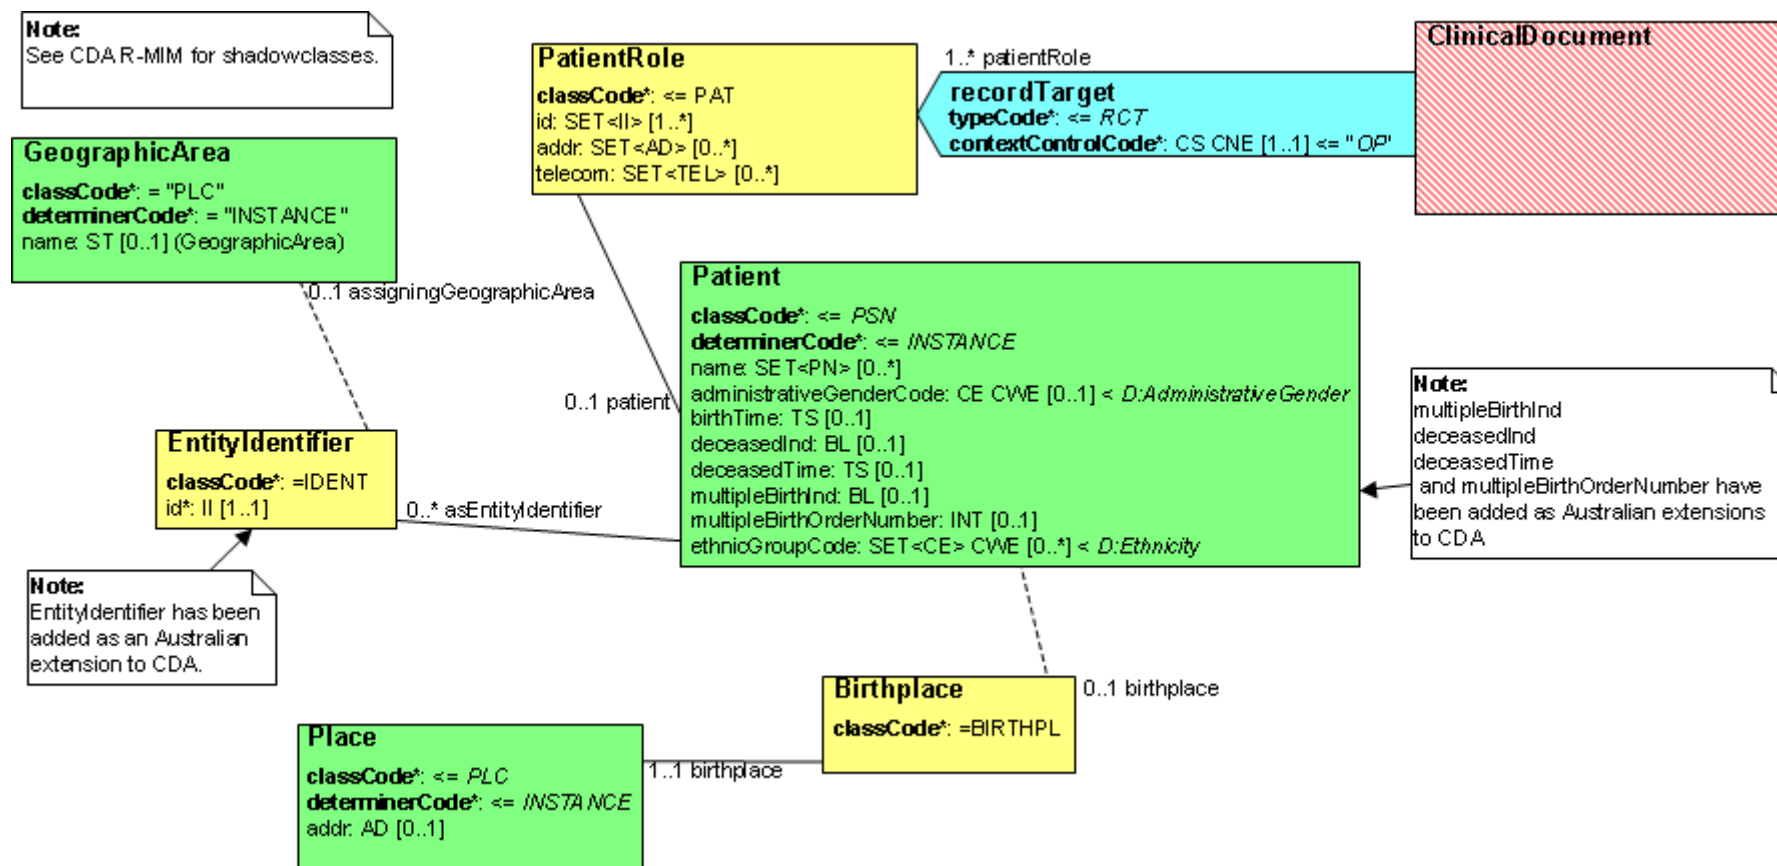 Note:
See CDA R-MIM for shadowclasses.
PatientRole
classCode*: <= PAT
id: SET<II> [1..*]
addr: SET<AD> [0..*]
telecom: SET<TEL> [0..*]
1..* patientRole
recordTarget
typeCode*: <= RCT
contextControlCode*: CS CNE [1..1] <= "OP"
ClinicalDocument
GeographicArea
classCode*: = "PLC"
determinerCode*: = "INSTANCE"
name: ST [0..1] (GeographicArea)
0..1 assigningGeographicArea
Patient
classCode*: <= PSN
determinerCode*: <= INSTANCE
name: SET<PN> [0..*]
administrativeGenderCode: CE CWE [0..1] < D:AdministrativeGender
birthTime: TS [0..1]
deceasedInd: BL [0..1]
deceasedTime: TS [0..1]
multipleBirthInd: BL [0..1]
multipleBirthOrderNumber: INT [0..1]
ethnicGroupCode: SET<CE> CWE [0..*] < D:Ethnicity
0..1 patient
Note:
multipleBirthInd
deceasedInd
deceasedTime
and multipleBirthOrderNumber have
been added as Australian extensions
to CDA
EntityIdentifier
classCode*: =IDENT
id*: II [1..1]
0..* asEntityIdentifier
Note:
EntityIdentifier has been
added as an Australian
extension to CDA.
Birthplace
classCode*: =BIRTHPL
0..1 birthplace
Place
classCode*: <= PLC
determinerCode*: <= INSTANCE
addr: AD [0..1]
1..1 birthplace